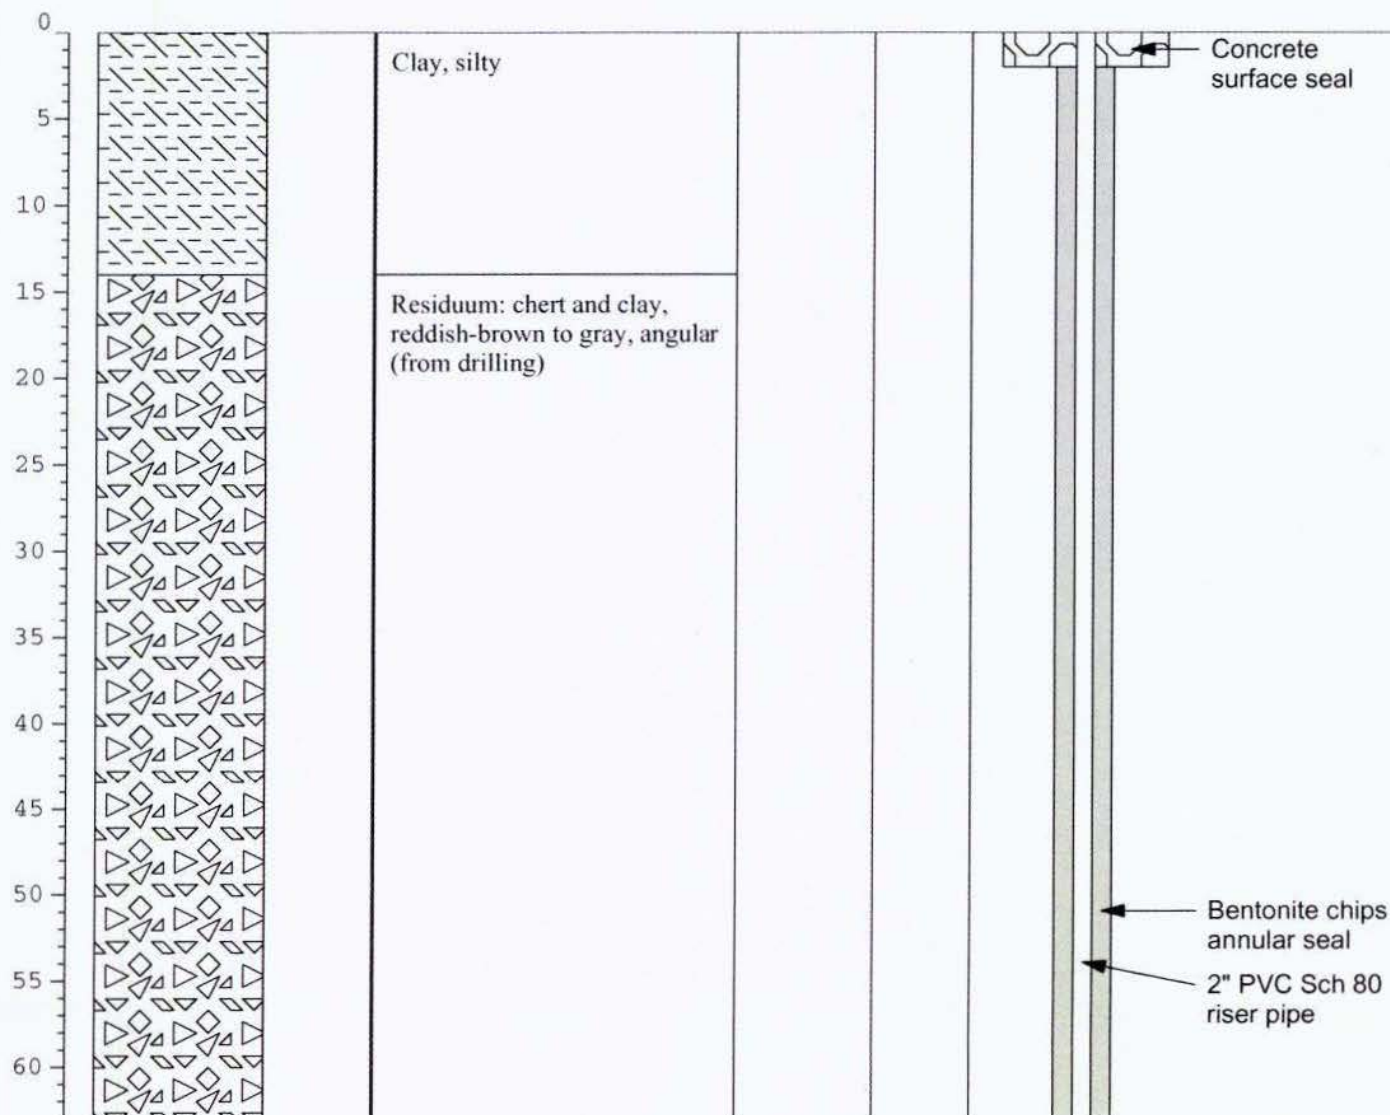 0
Clay, silty
Concrete
surface seal
5
10
15
Residuum: chert and clay,
reddish-brown to gray, angular
(from drilling)
20
25
30
35
40
45
50
Bentonite chips
annular seal
55
2" PVC Sch 80
riser pipe
60